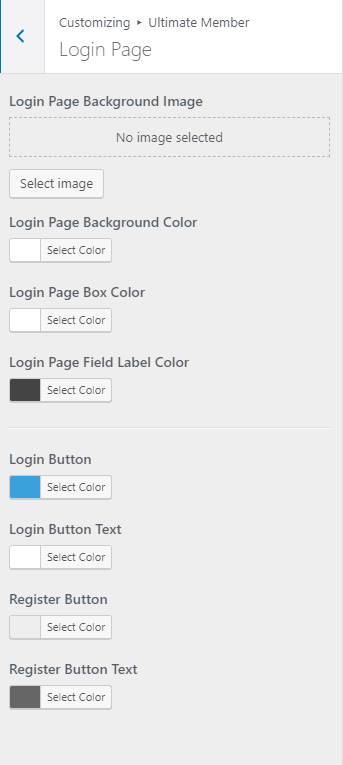 Customizing ▸ Ultimate Member
Login Page
Login Page Background Image
No image selected
Select image
Login Page Background Color
Select Color
Login Page Box Color
Select Color
Login Page Field Label Color
Select Color
Login Button
Select Color
Login Button Text
Select Color
Register Button
Select Color
Register Button Text
Select Color